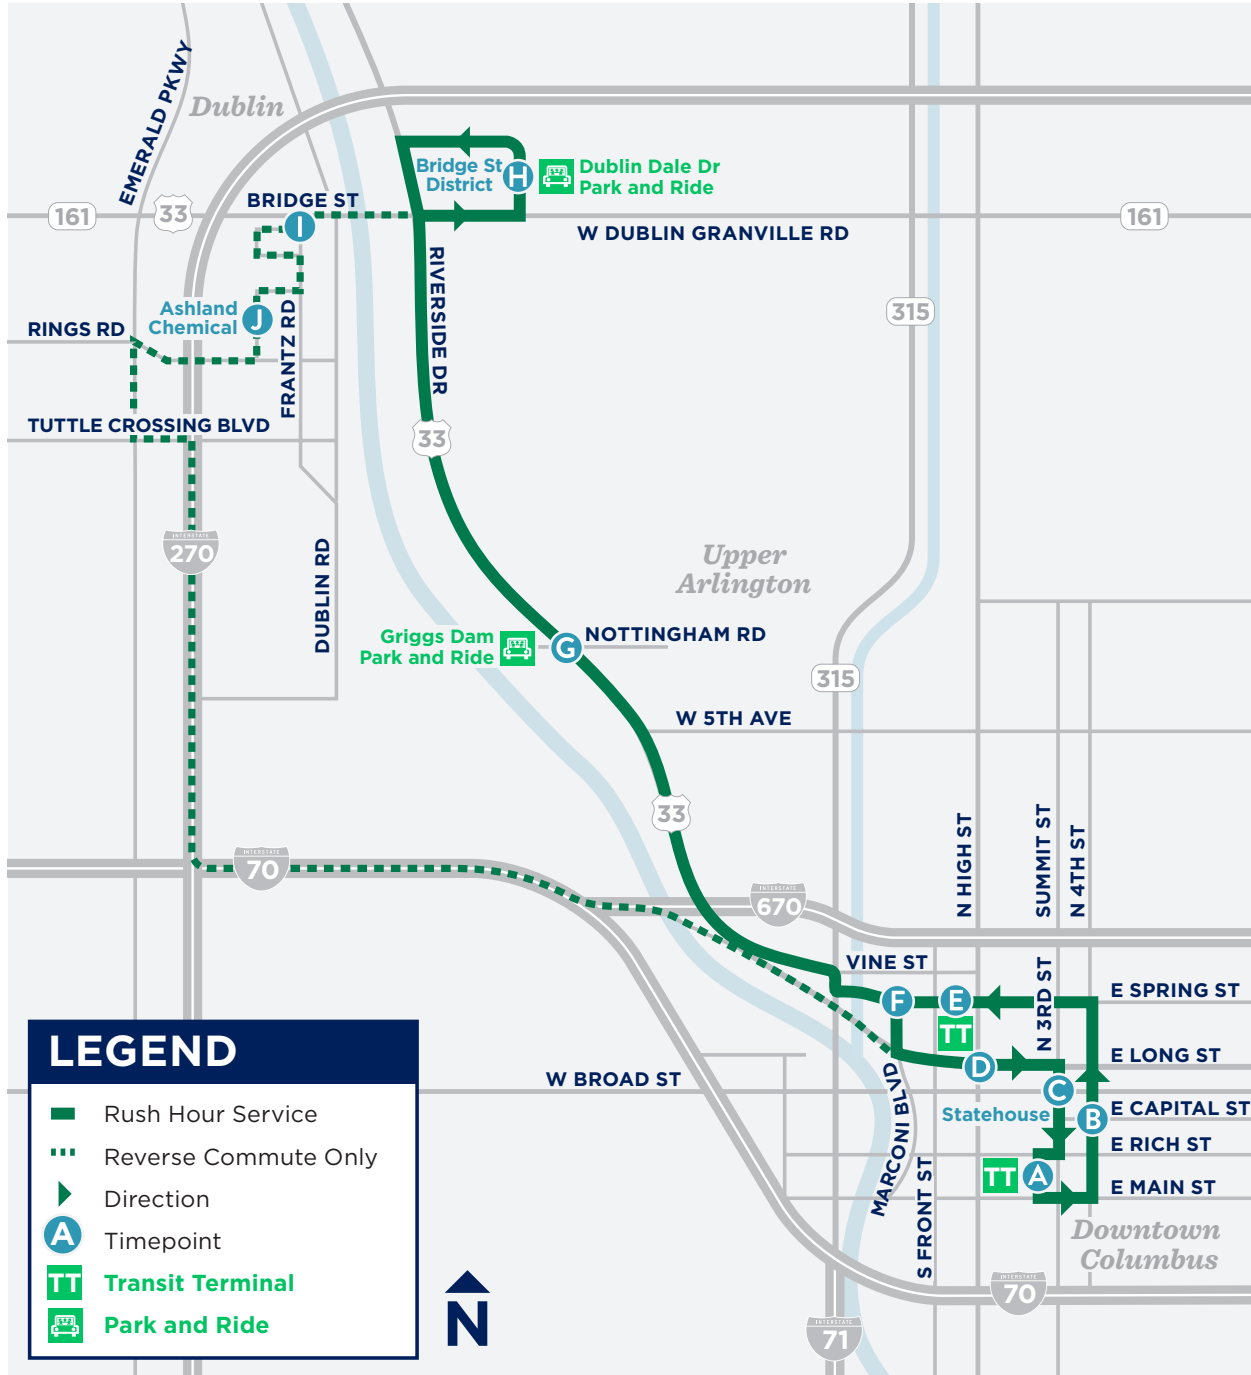 EMERALD PKWY
Dublin
33
161
BRIDGE ST
Bridge St
District
H
Dublin Dale Dr
Park and Ride
161
W DUBLIN GRANVILLE RD
I
RIVERSIDE DR
Ashland
Chemical
J
FRANTZ RD
RINGS RD
315
TUTTLE CROSSING BLVD
33
INTERSTATE
270
DUBLIN RD
Upper
Arlington
Griggs Dam
Park and Ride
G
NOTTINGHAM RD
315
W 5TH AVE
33
INTERSTATE
70
INTERSTATE
670
N HIGH ST
SUMMIT ST
N 4TH ST
VINE ST
N 3RD ST
F
E
TT
E SPRING ST
D
E LONG ST
W BROAD ST
C
Statehouse
B
E CAPITAL ST
MARCONI BLVD
E RICH ST
TT
A
E MAIN ST
S FRONT ST
Downtown
Columbus
INTERSTATE
70
INTERSTATE
71
LEGEND
Rush Hour Service
Reverse Commute Only
Direction
A
Timepoint
TT
Transit Terminal
Park and Ride
N